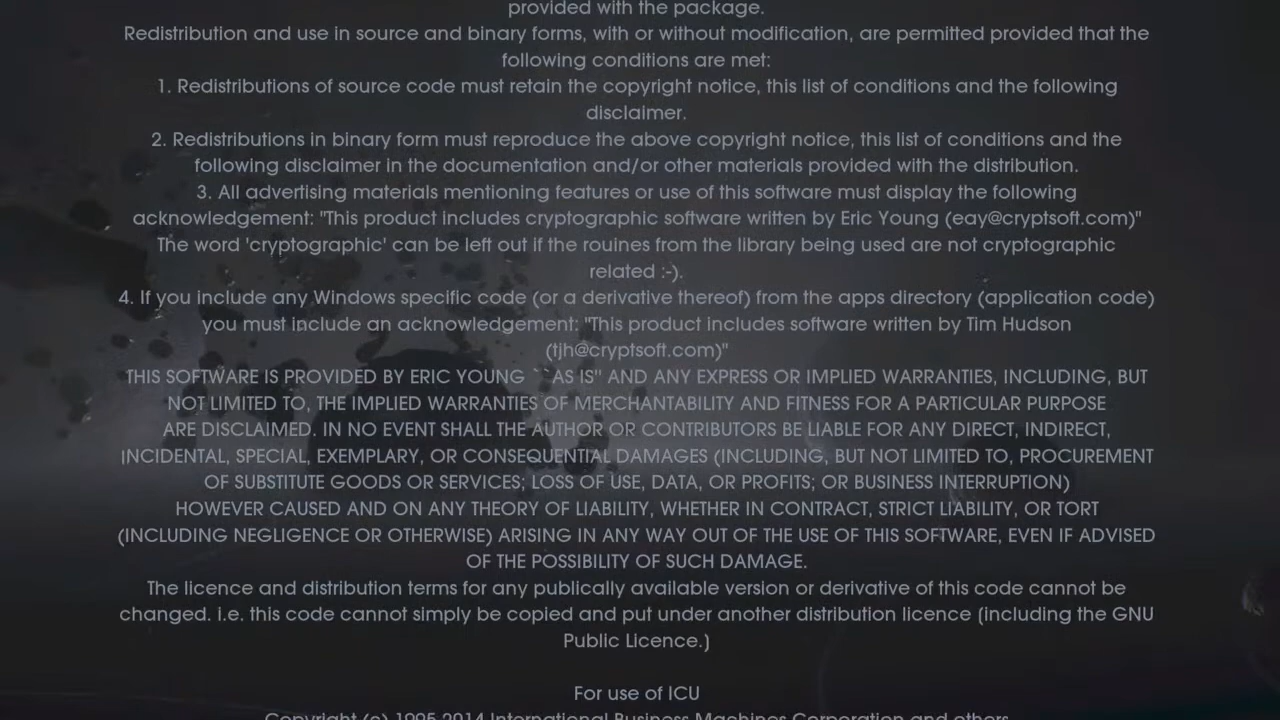 provided with the package.
Redistribution and use in source and binary forms, with or without modification, are permitted provided that the
following conditions are met:
1. Redistributions of source code must retain the copyright notice, this list of conditions and the following
disclaimer.
2. Redistributions in binary form must reproduce the above copyright notice, this list of conditions and the
following disclaimer in the documentation and/or other materials provided with the distribution.
3. All advertising materials mentioning features or use of this software must display the following
acknowledgement: "This product includes cryptographic software written by Eric Young (eay@cryptsoft.com)"
The word 'cryptographic' can be left out if the rouines from the library being used are not cryptographic
related :-).
4. If you include any Windows specific code (or a derivative thereof) from the apps directory (application code)
you must include an acknowledgement: "This product includes software written by Tim Hudson
(tjh@cryptsoft.com)"
THIS SOFTWARE IS PROVIDED BY ERIC YOUNG ``AS IS'' AND ANY EXPRESS OR IMPLIED WARRANTIES, INCLUDING, BUT
NOT LIMITED TO, THE IMPLIED WARRANTIES OF MERCHANTABILITY AND FITNESS FOR A PARTICULAR PURPOSE
ARE DISCLAIMED. IN NO EVENT SHALL THE AUTHOR OR CONTRIBUTORS BE LIABLE FOR ANY DIRECT, INDIRECT,
INCIDENTAL, SPECIAL, EXEMPLARY, OR CONSEQUENTIAL DAMAGES (INCLUDING, BUT NOT LIMITED TO, PROCUREMENT
OF SUBSTITUTE GOODS OR SERVICES; LOSS OF USE, DATA, OR PROFITS; OR BUSINESS INTERRUPTION)
HOWEVER CAUSED AND ON ANY THEORY OF LIABILITY, WHETHER IN CONTRACT, STRICT LIABILITY, OR TORT
(INCLUDING NEGLIGENCE OR OTHERWISE) ARISING IN ANY WAY OUT OF THE USE OF THIS SOFTWARE, EVEN IF ADVISED
OF THE POSSIBILITY OF SUCH DAMAGE.
The licence and distribution terms for any publically available version or derivative of this code cannot be
changed. i.e. this code cannot simply be copied and put under another distribution licence (including the GNU
Public Licence.)
For use of ICU
Copyright (c) 1995-2014 International Business Machines Corporation and others